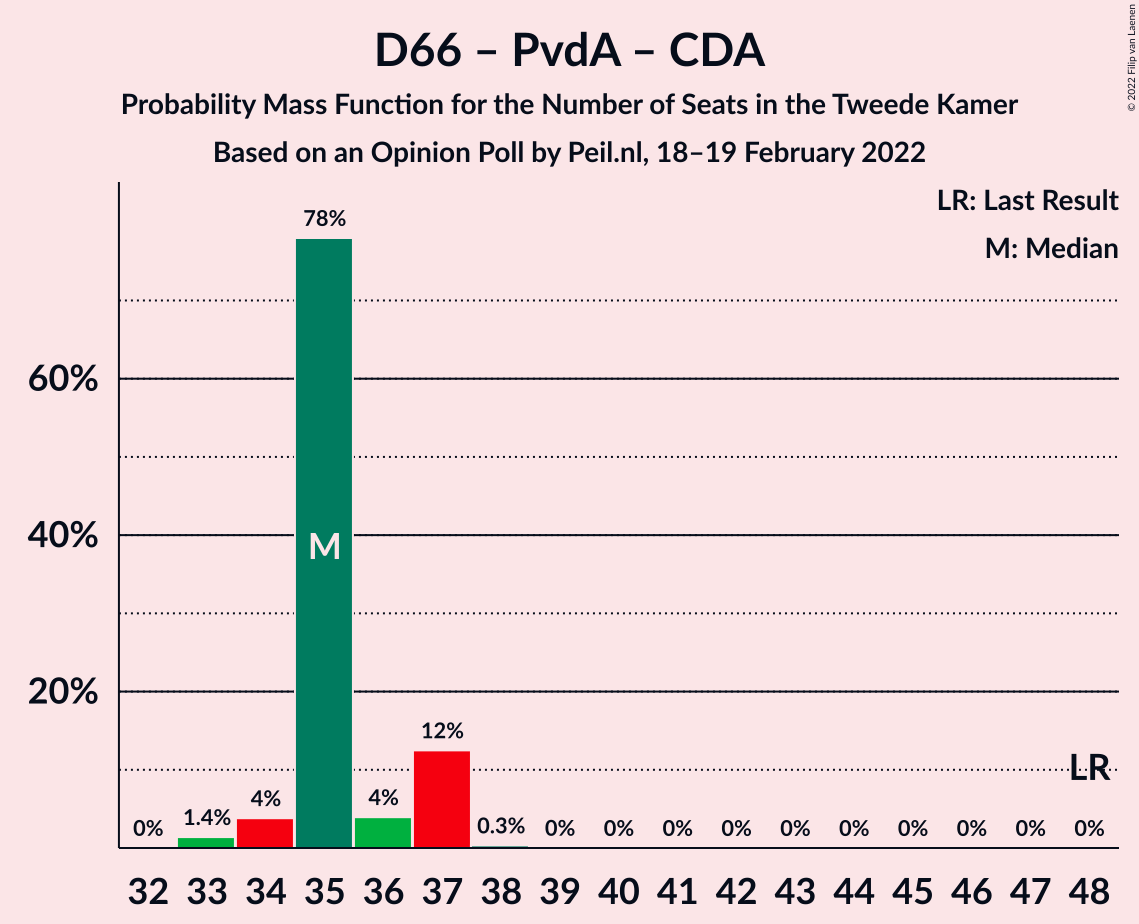 D66 – PvdA – CDA
Probability Mass Function for the Number of Seats in the Tweede Kamer
Based on an Opinion Poll by Peil.nl, 18–19 February 2022
© 2022 Filip van Laenen
LR: Last Result
M: Median
60%
40%
20%
0% 1.4% 4% 78% 4% 12% 0.3% 0% 0% 0% 0% 0% 0% 0% 0% 0% 0%
M
LR
32 33 34 35 36 37 38 39 40 41 42 43 44 45 46 47 48